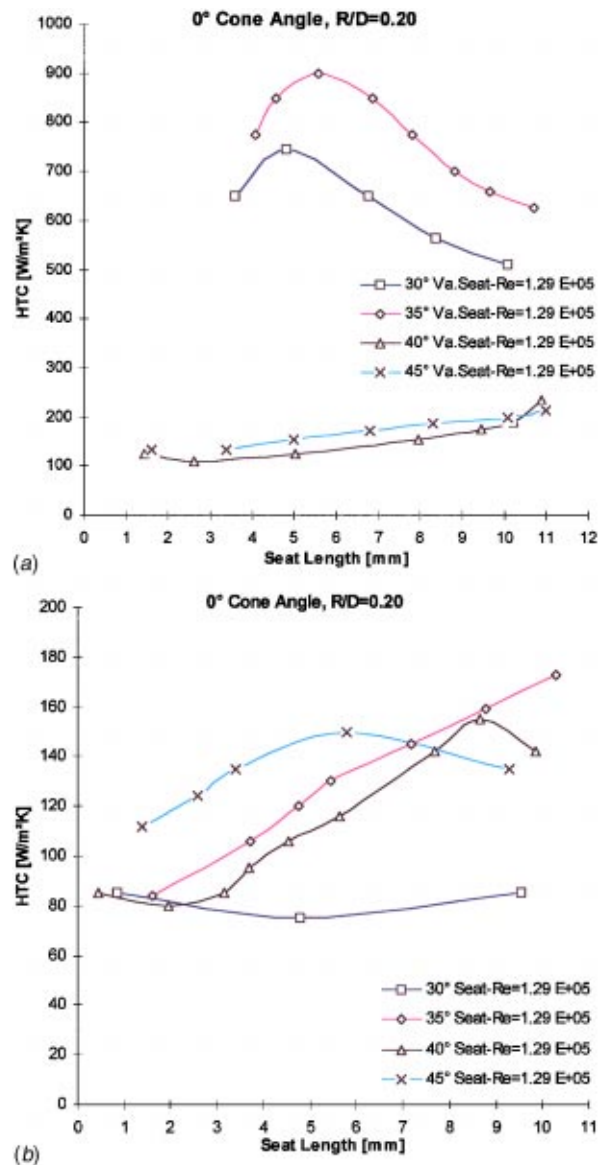 0° Cone Angle, R/D=0.20
1000
900
800
700
600
500
400
300
200
100
0
HTC [W/m²K]
30° Va.Seat-Re=1.29 E+05
35° Va.Seat-Re=1.29 E+05
40° Va.Seat-Re=1.29 E+05
45° Va.Seat-Re=1.29 E+05
0 1 2 3 4 5 6 7 8 9 10 11 12
Seat Length [mm]
(a)
0° Cone Angle, R/D=0.20
200
180
160
140
120
100
80
60
40
20
0
HTC [W/m²K]
30° Seat-Re=1.29 E+05
35° Seat-Re=1.29 E+05
40° Seat-Re=1.29 E+05
45° Seat-Re=1.29 E+05
0 1 2 3 4 5 6 7 8 9 10 11
Seat Length [mm]
(b)